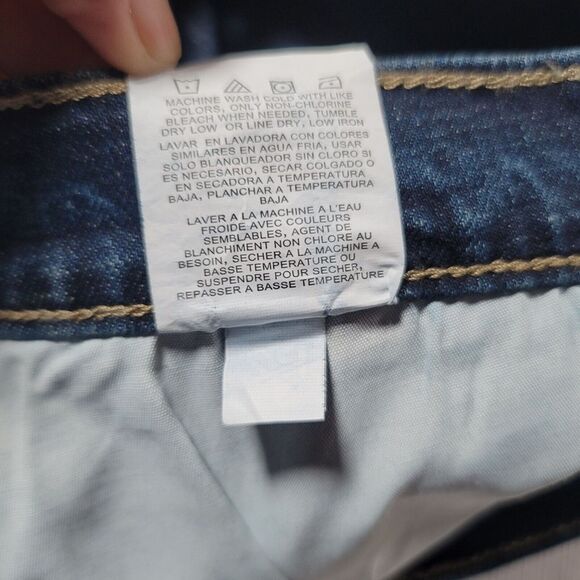 MACHINE WASH COLD WITH LIKE
COLORS, ONLY NON-CHLORINE
BLEACH WHEN NEEDED, TUMBLE
DRY LOW OR LINE DRY, LOW IRON
LAVAR EN LAVADORA CON COLORES
SIMILARES EN AGUA FRIA, USAR
SOLO BLANQUEADOR SIN CLORO SI
ES NECESARIO, SECAR COLGADO O
EN SECADORA A TEMPERATURA
BAJA, PLANCHAR A TEMPERATURA
BAJA
LAVER A LA MACHINE A L'EAU
FROIDE AVEC COULEURS
SEMBLABLES, AGENT DE
BLANCHIMENT NON CHLORE AU
BESOIN, SECHER A LA MACHINE A
OU BASSE TEMPERATURE OU
SUSPENDRE POUR SECHER,
REPASSER A BASSE TEMPERATURE